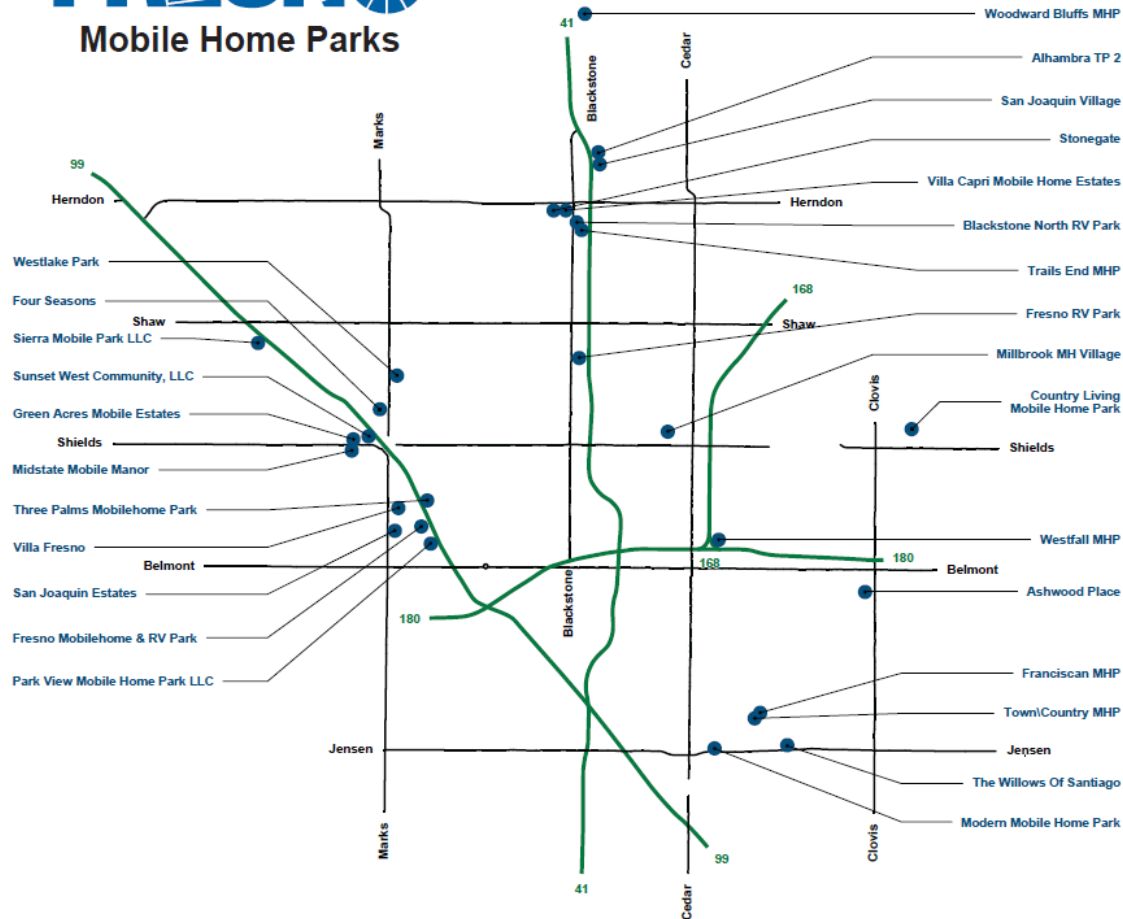 FRESNO
Mobile Home Parks
41
Woodward Bluffs MHP
Cedar
Alhambra TP 2
Blackstone
San Joaquin Village
Marks
Stonegate
99
Villa Capri Mobile Home Estates
Herndon
Herndon
Blackstone North RV Park
Westlake Park
Trails End MHP
Four Seasons
168
Shaw
Shaw
Fresno RV Park
Sierra Mobile Park LLC
Millbrook MH Village
Sunset West Community, LLC
Clovis
Country Living
Mobile Home Park
Green Acres Mobile Estates
Shields
Shields
Midstate Mobile Manor
Three Palms Mobilehome Park
Villa Fresno
Westfall MHP
180
168
Belmont
Belmont
San Joaquin Estates
Ashwood Place
Blackstone
180
Fresno Mobilehome & RV Park
Park View Mobile Home Park LLC
Franciscan MHP
Town\Country MHP
Jensen
Jensen
The Willows Of Santiago
Modern Mobile Home Park
Marks
Clovis
99
41
Cedar